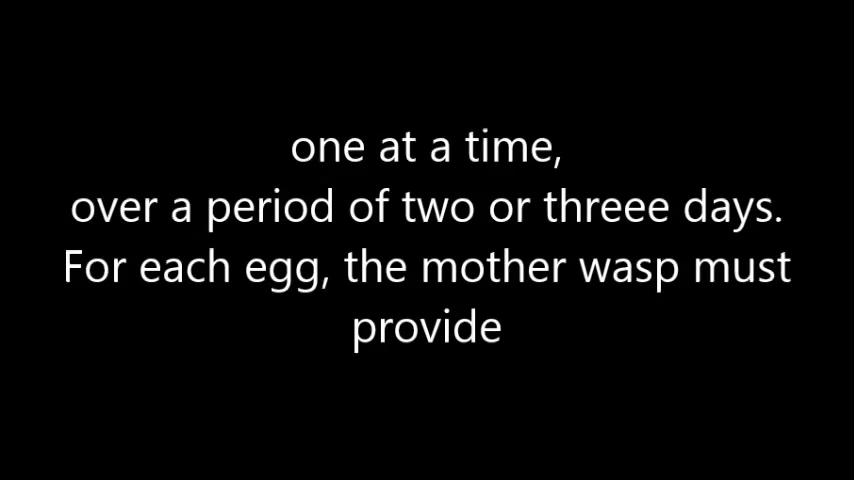 one at a time,
over a period of two or threee days.
For each egg, the mother wasp must
provide